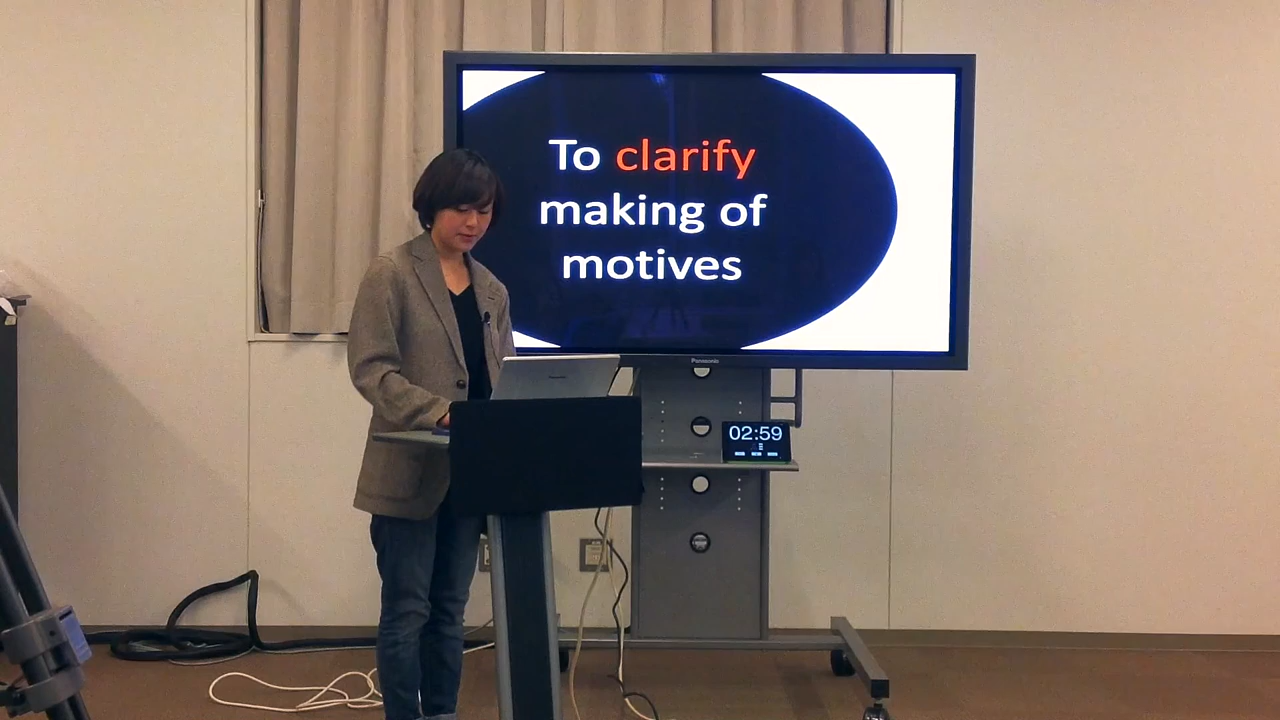 To clarify
making of
motives
Panasonic
02:59